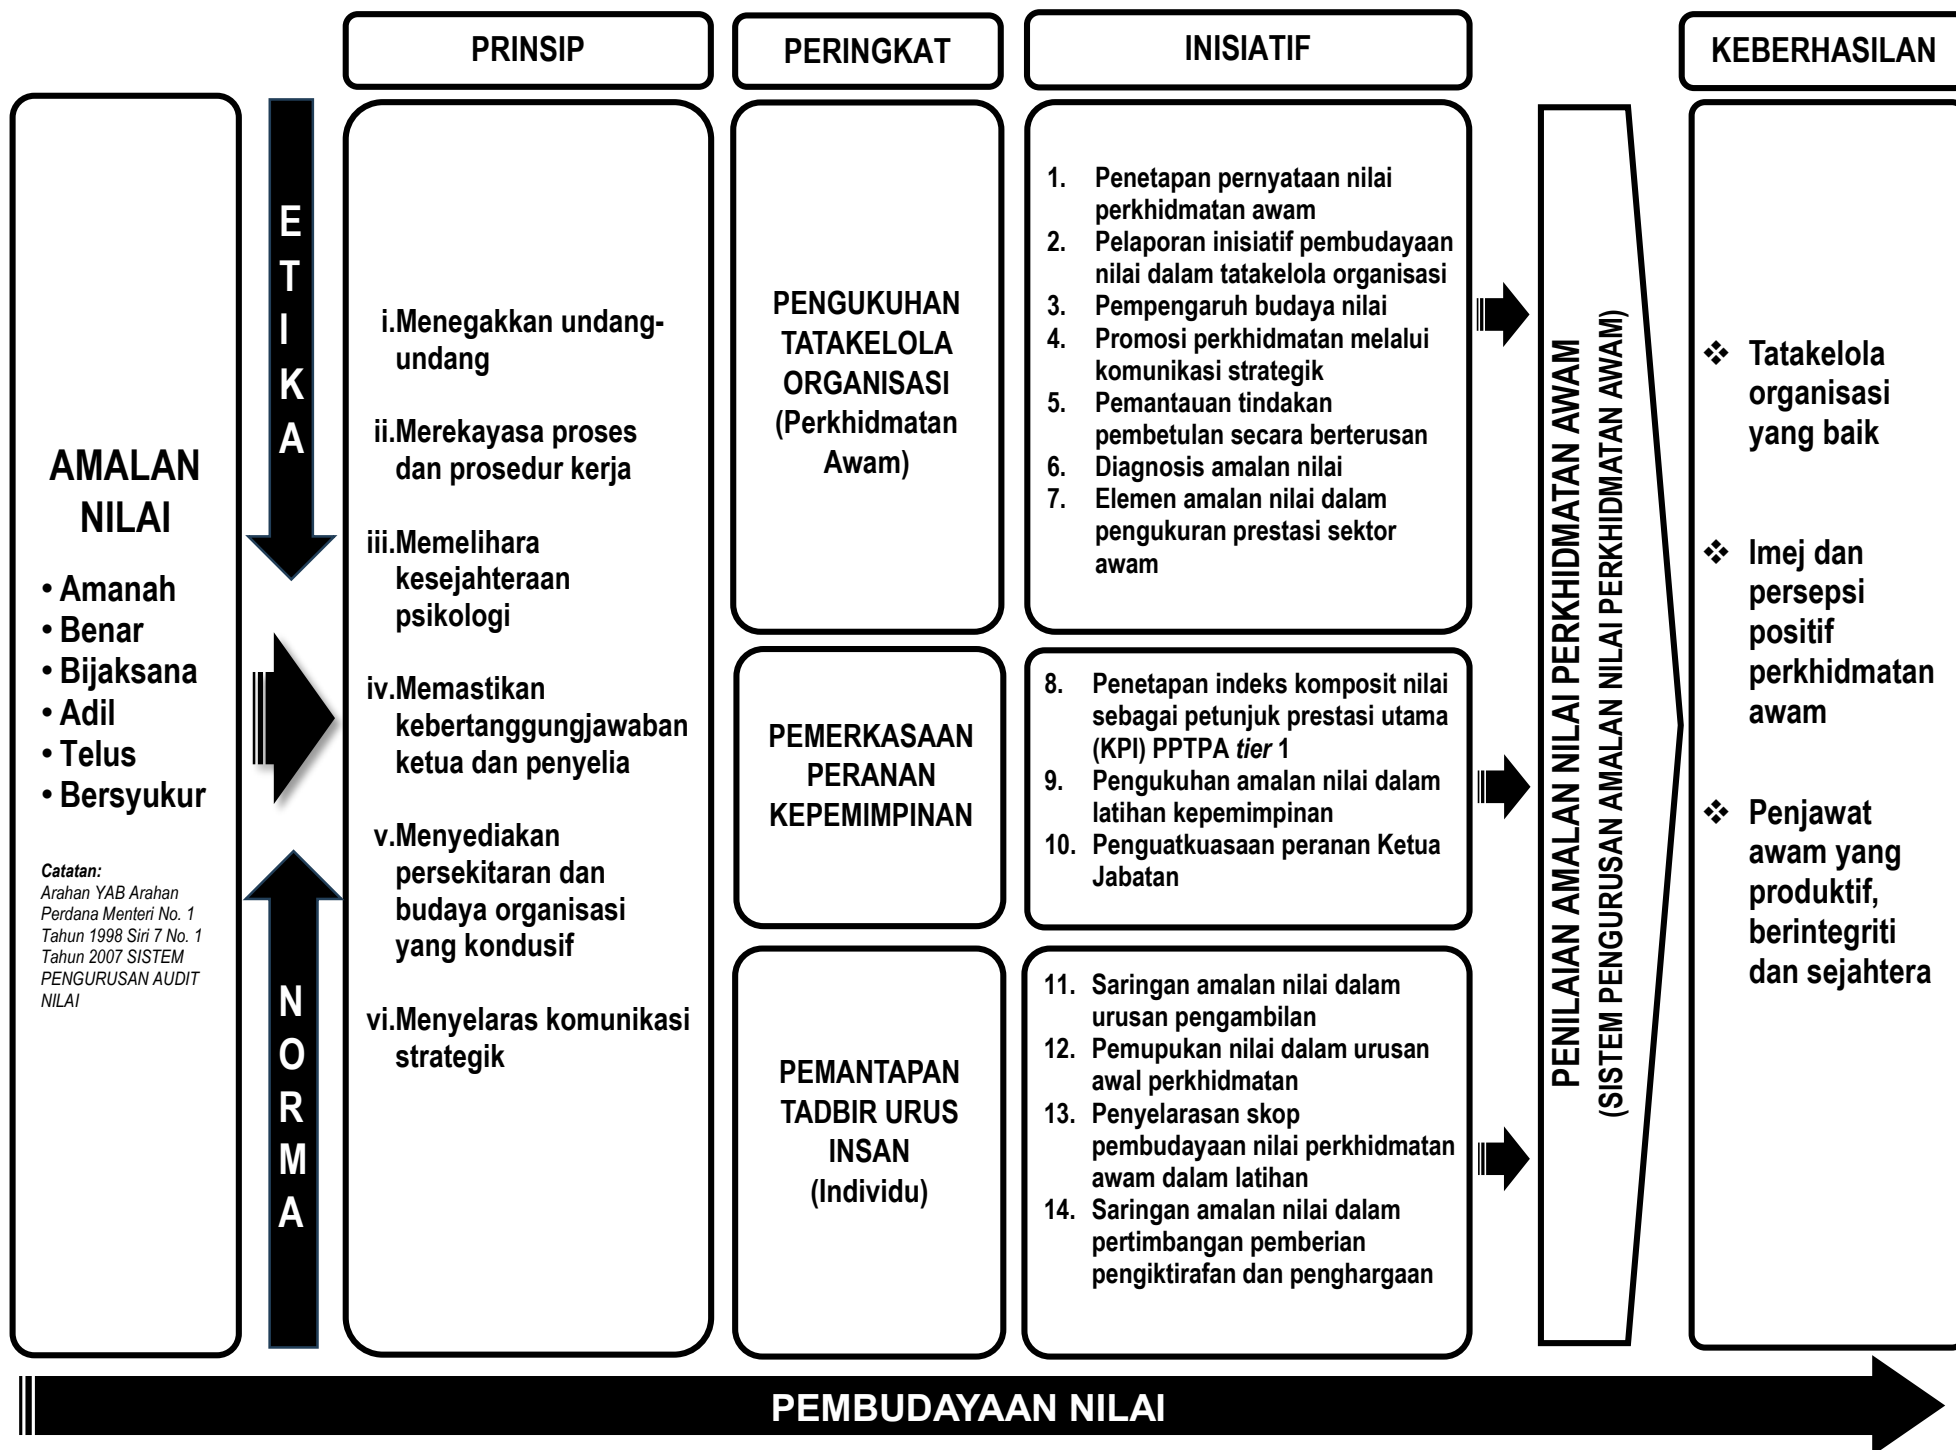 PRINSIP
PERINGKAT
INISIATIF
KEBERHASILAN
AMALAN
NILAI
• Amanah
• Benar
• Bijaksana
• Adil
• Telus
• Bersyukur
Catatan:
Arahan YAB Arahan
Perdana Menteri No. 1
Tahun 1998 Siri 7 No. 1
Tahun 2007 SISTEM
PENGURUSAN AUDIT
NILAI
E
T
I
K
A
N
O
R
M
A
i.Menegakkan undang-
undang
ii.Merekayasa proses
dan prosedur kerja
iii.Memelihara
kesejahteraan
psikologi
iv.Memastikan
kebertanggungjawaban
ketua dan penyelia
v.Menyediakan
persekitaran dan
budaya organisasi
yang kondusif
vi.Menyelaras komunikasi
strategik
PENGUKUHAN
TATAKELOLA
ORGANISASI
(Perkhidmatan
Awam)
1. Penetapan pernyataan nilai
perkhidmatan awam
2. Pelaporan inisiatif pembudayaan
nilai dalam tatakelola organisasi
3. Pempengaruh budaya nilai
4. Promosi perkhidmatan melalui
komunikasi strategik
5. Pemantauan tindakan
pembetulan secara berterusan
6. Diagnosis amalan nilai
7. Elemen amalan nilai dalam
pengukuran prestasi sektor
awam
PEMERKASAAN
PERANAN
KEPEMIMPINAN
8. Penetapan indeks komposit nilai
sebagai petunjuk prestasi utama
(KPI) PPTPA tier 1
9. Pengukuhan amalan nilai dalam
latihan kepemimpinan
10. Penguatkuasaan peranan Ketua
Jabatan
PEMANTAPAN
TADBIR URUS
INSAN
(Individu)
11. Saringan amalan nilai dalam
urusan pengambilan
12. Pemupukan nilai dalam urusan
awal perkhidmatan
13. Penyelarasan skop
pembudayaan nilai perkhidmatan
awam dalam latihan
14. Saringan amalan nilai dalam
pertimbangan pemberian
pengiktirafan dan penghargaan
PENILAIAN AMALAN NILAI PERKHIDMATAN AWAM
(SISTEM PENGURUSAN AMALAN NILAI PERKHIDMATAN AWAM)
❖ Tatakelola
organisasi
yang baik
❖ Imej dan
persepsi
positif
perkhidmatan
awam
❖ Penjawat
awam yang
produktif,
berintegriti
dan sejahtera
PEMBUDAYAAN NILAI